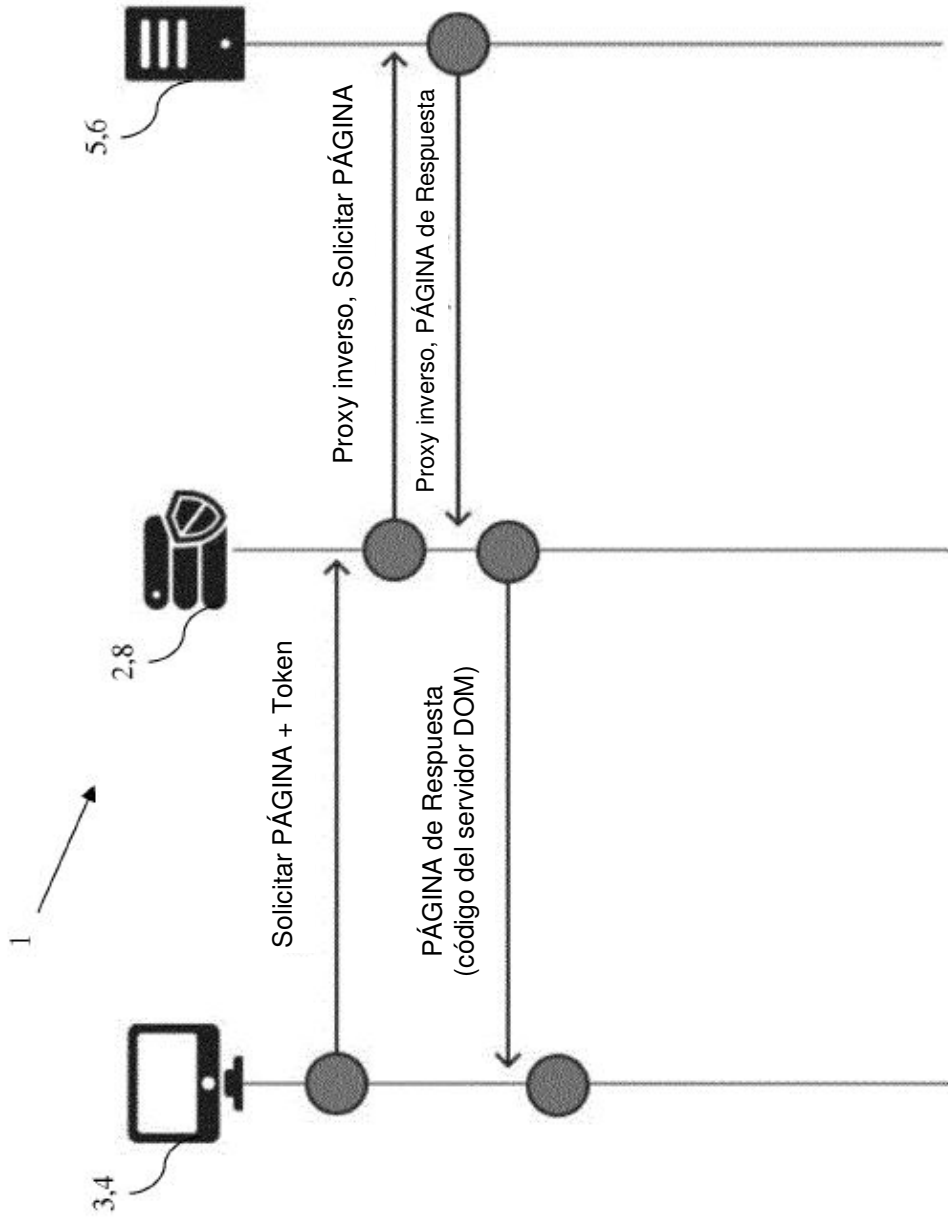 1
3,4
2,8
5,6
Solicitar PÁGINA + Token
Proxy inverso, Solicitar PÁGINA
Proxy inverso, PÁGINA de Respuesta
PÁGINA de Respuesta
(código del servidor DOM)